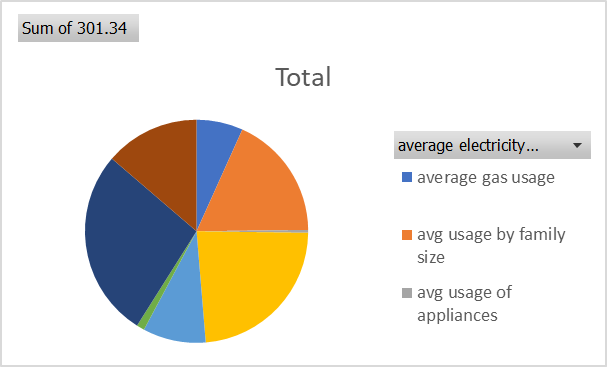 Sum of 301.34
Total
average electricity...
average gas usage
avg usage by family
size
avg usage of
appliances